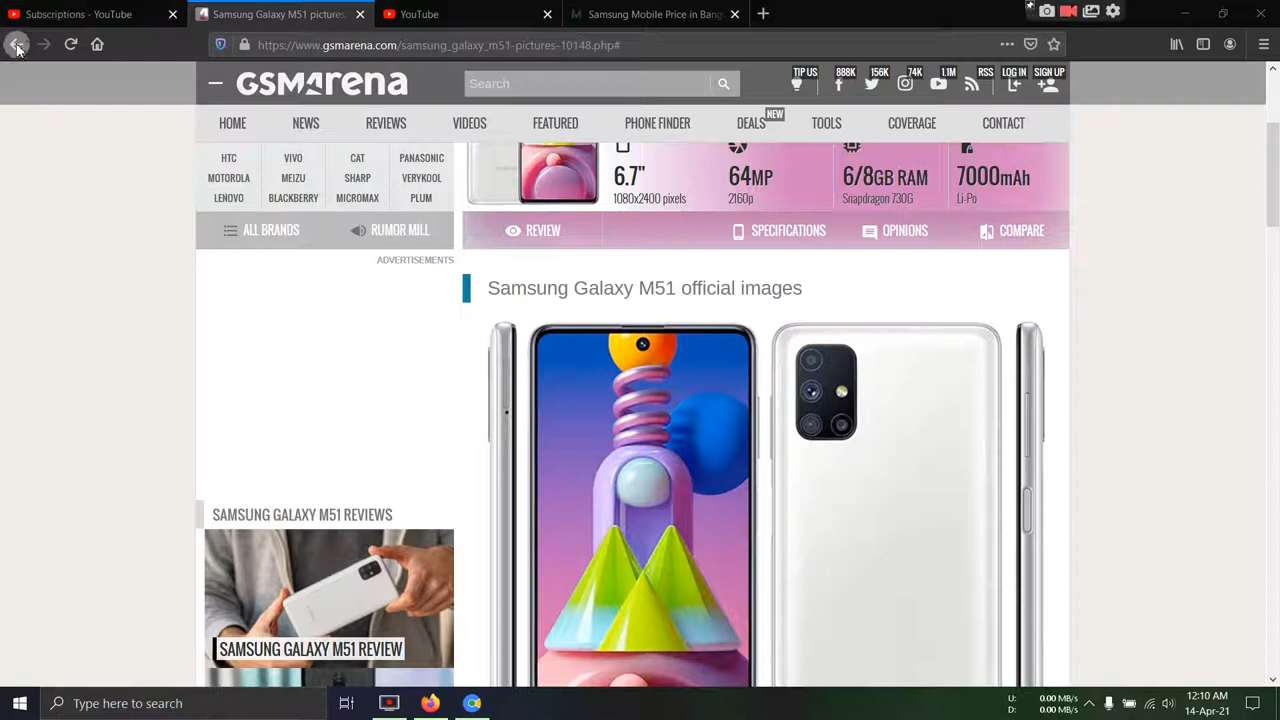 Subscriptions - YouTube
Samsung Galaxy M51 pictures,
YouTube
Samsung Mobile Price in Bang
https://www.gsmarena.com/samsung_galaxy_m51-pictures-10148.php#
GSMArena
Search
TIP US
888K
156K
74K
1.1M
RSS
LOG IN
SIGN UP
HOME
NEWS
REVIEWS
VIDEOS
FEATURED
PHONE FINDER
DEALS
NEW
TOOLS
COVERAGE
CONTACT
HTC
VIVO
CAT
PANASONIC
MOTOROLA
MEIZU
SHARP
VERYKOOL
LENOVO
BLACKBERRY
MICROMAX
PLUM
ALL BRANDS
RUMOR MILL
6.7"
1080x2400 pixels
64MP
2160p
6/8GB RAM
Snapdragon 730G
7000mAh
Li-Po
REVIEW
SPECIFICATIONS
OPINIONS
COMPARE
ADVERTISEMENTS
Samsung Galaxy M51 official images
SAMSUNG GALAXY M51 REVIEWS
SAMSUNG GALAXY M51 REVIEW
Type here to search
U: 0.00 MB/s
D: 0.00 MB/s
12:10 AM
14-Apr-21